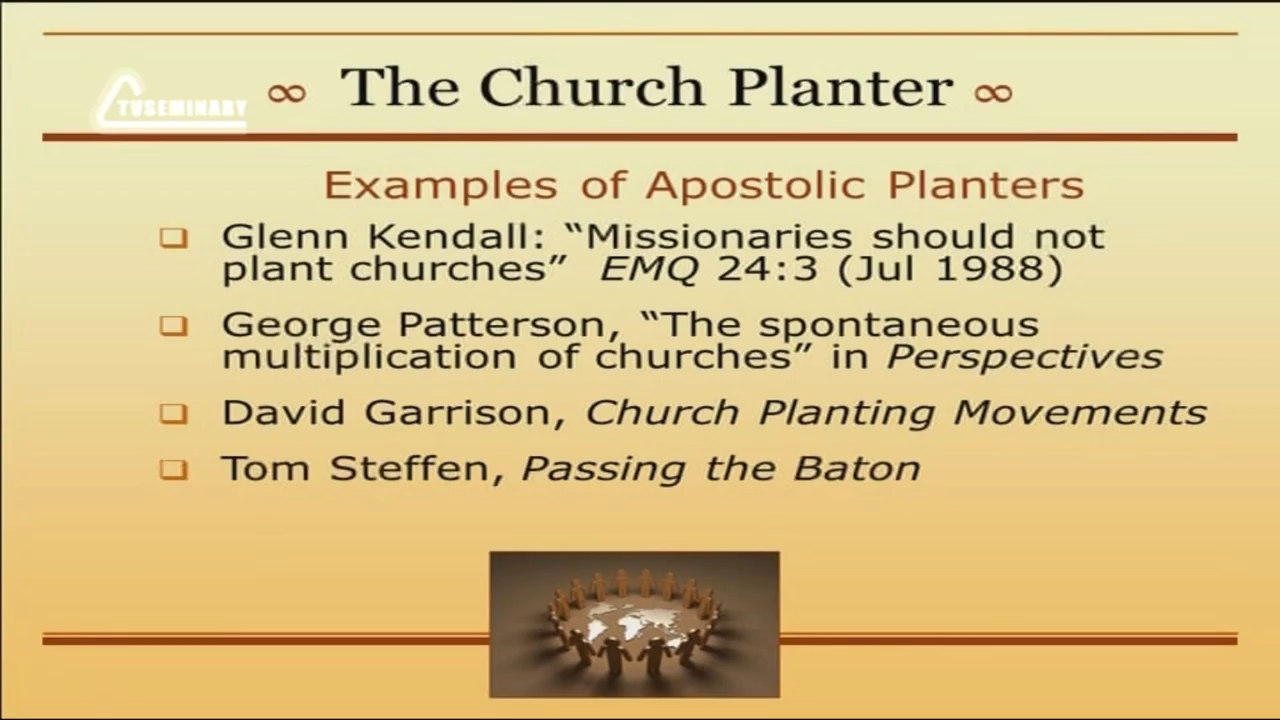 TVSEMINARY
∞ The Church Planter ∞
Examples of Apostolic Planters
❑ Glenn Kendall: “Missionaries should not
plant churches” EMQ 24:3 (Jul 1988)
❑ George Patterson, “The spontaneous
multiplication of churches” in Perspectives
❑ David Garrison, Church Planting Movements
❑ Tom Steffen, Passing the Baton